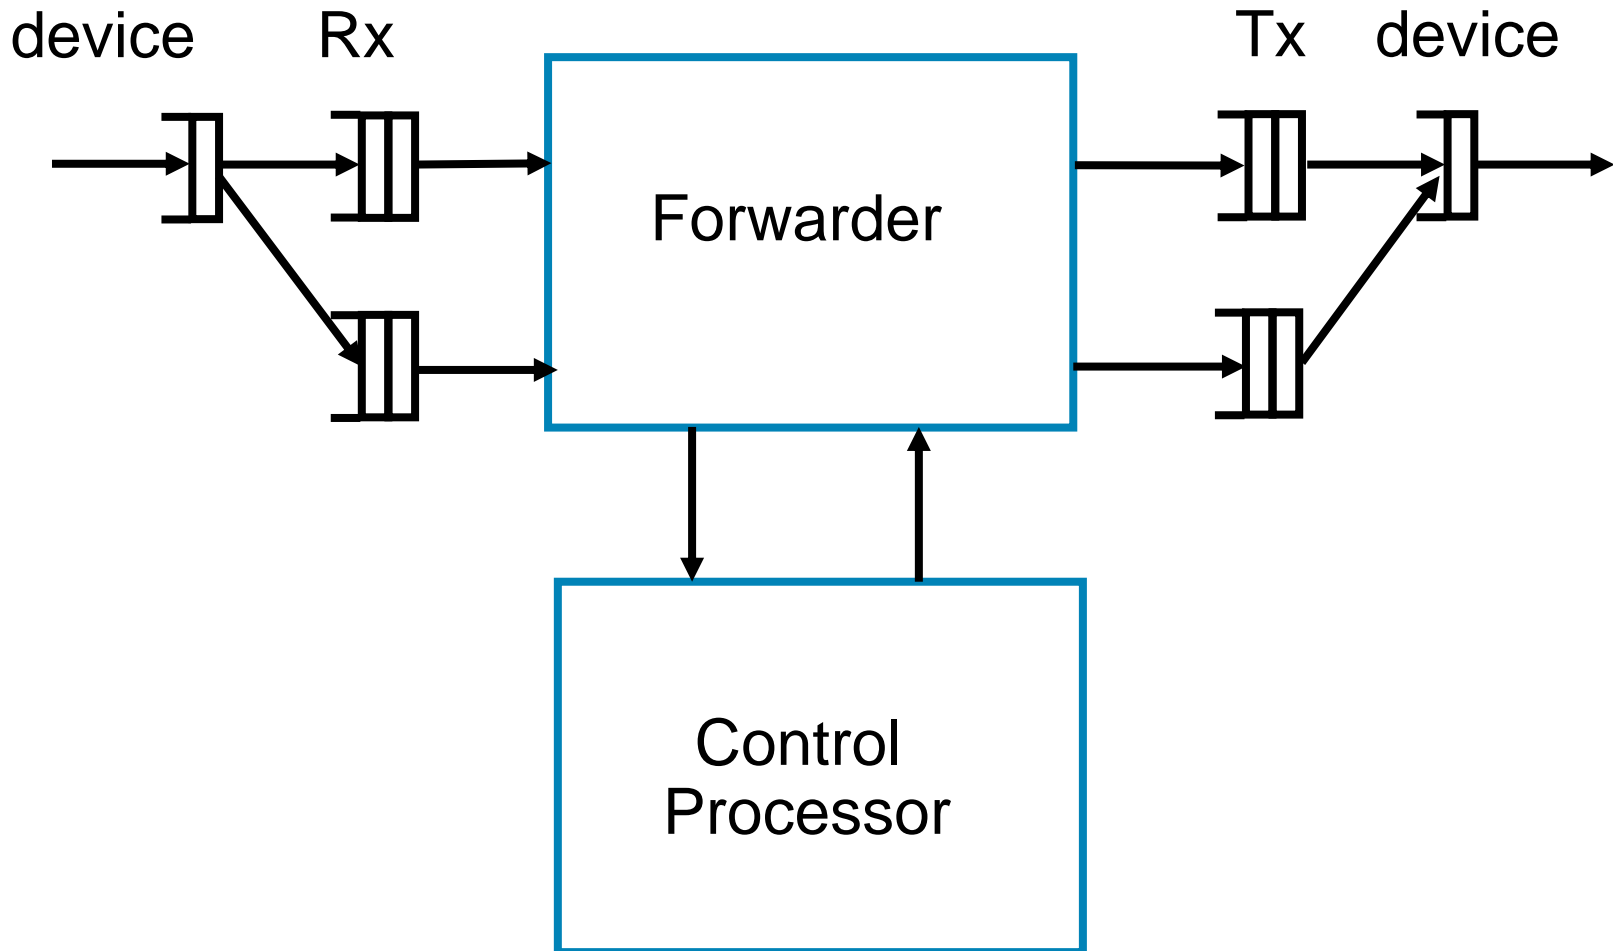 device Rx Tx device
Forwarder
Control
Processor